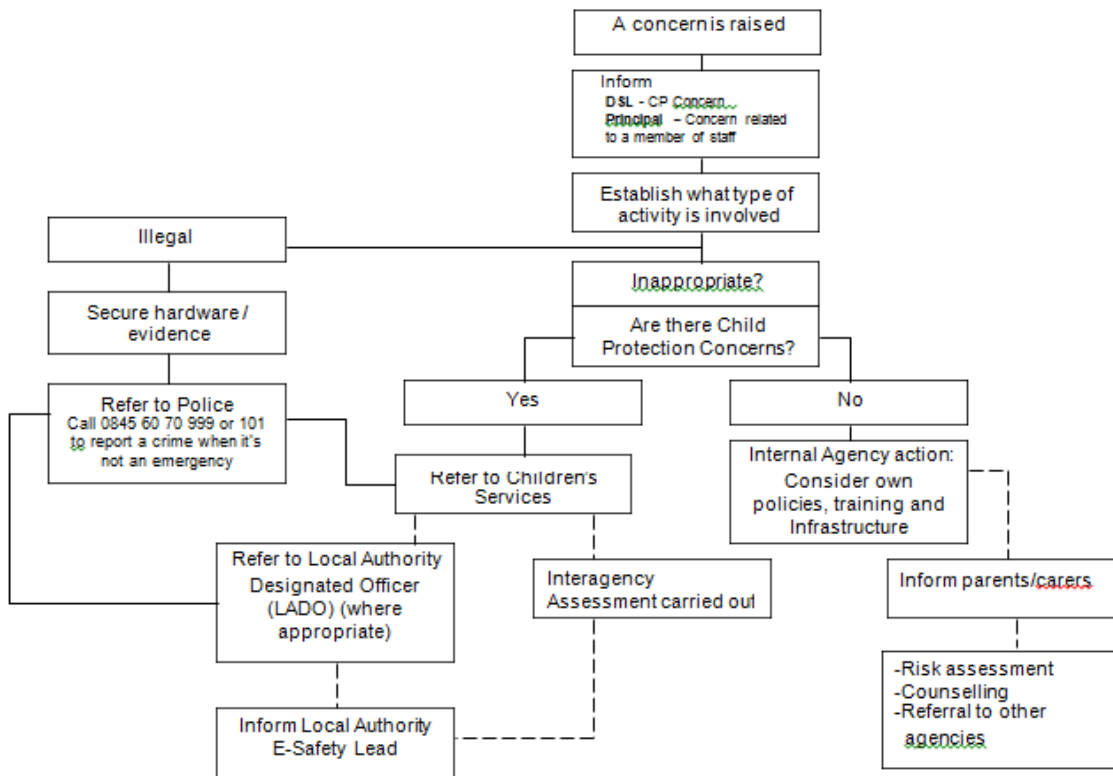 A concern is raised
Inform
DSL - CP Concern
Principal – Concern related
to a member of staff
Establish what type of
activity is involved
Illegal
Inappropriate?
Secure hardware /
evidence
Are there Child
Protection Concerns?
Refer to Police
Call 0845 60 70 999 or 101
to report a crime when it's
not an emergency
Yes
No
Refer to Children's
Services
Internal Agency action:
Consider own
policies, training and
Infrastructure
Refer to Local Authority
Designated Officer
(LADO) (where
appropriate)
Interagency
Assessment carried out
Inform parents/carers
-Risk assessment
-Counselling
-Referral to other
agencies
Inform Local Authority
E-Safety Lead